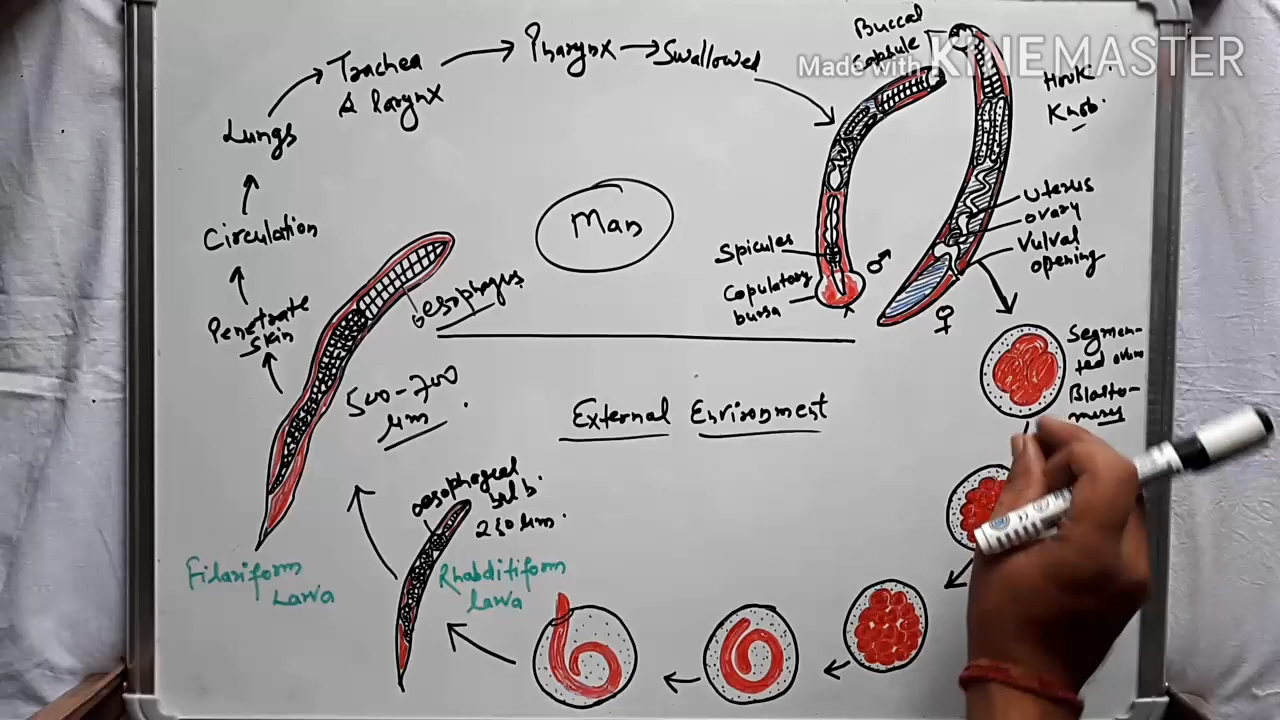 Made with KINEMASTER
Buccal
capsule
Hook
Knob.
Trachea
& larynx
Pharynx
Swallowed
Lungs
Circulation
Penetrate
skin
Man
oesophagus
500-700
µm
Spicules
Copulatory
bursa
♂
♀
Uterus
ovary
Vulval
opening
Segmen-
ted ovum
Blasto-
meres
External Environment
oesophageal
bulb.
250 µm.
Filariform
Larva
Rhabditiform
larva